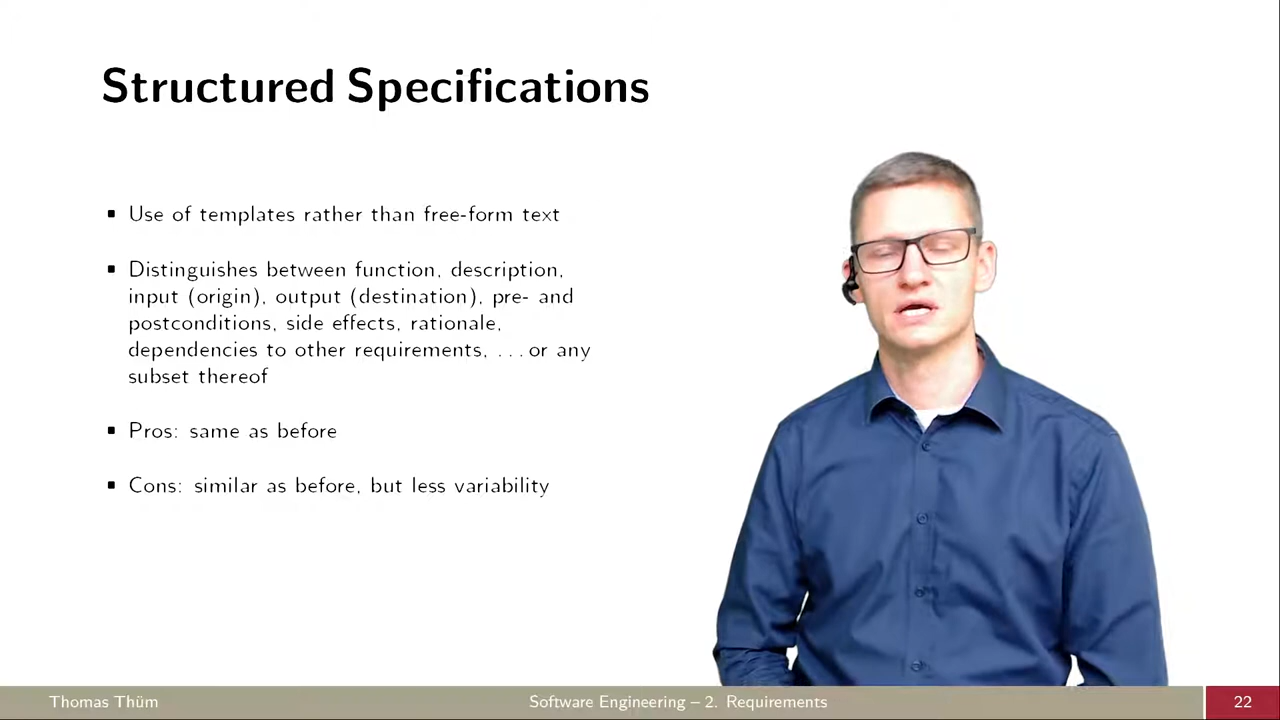 Structured Specifications
▪ Use of templates rather than free-form text
▪ Distinguishes between function, description,
input (origin), output (destination), pre- and
postconditions, side effects, rationale,
dependencies to other requirements, ... or any
subset thereof
▪ Pros: same as before
▪ Cons: similar as before, but less variability
Thomas Thüm
Software Engineering – 2. Requirements
22